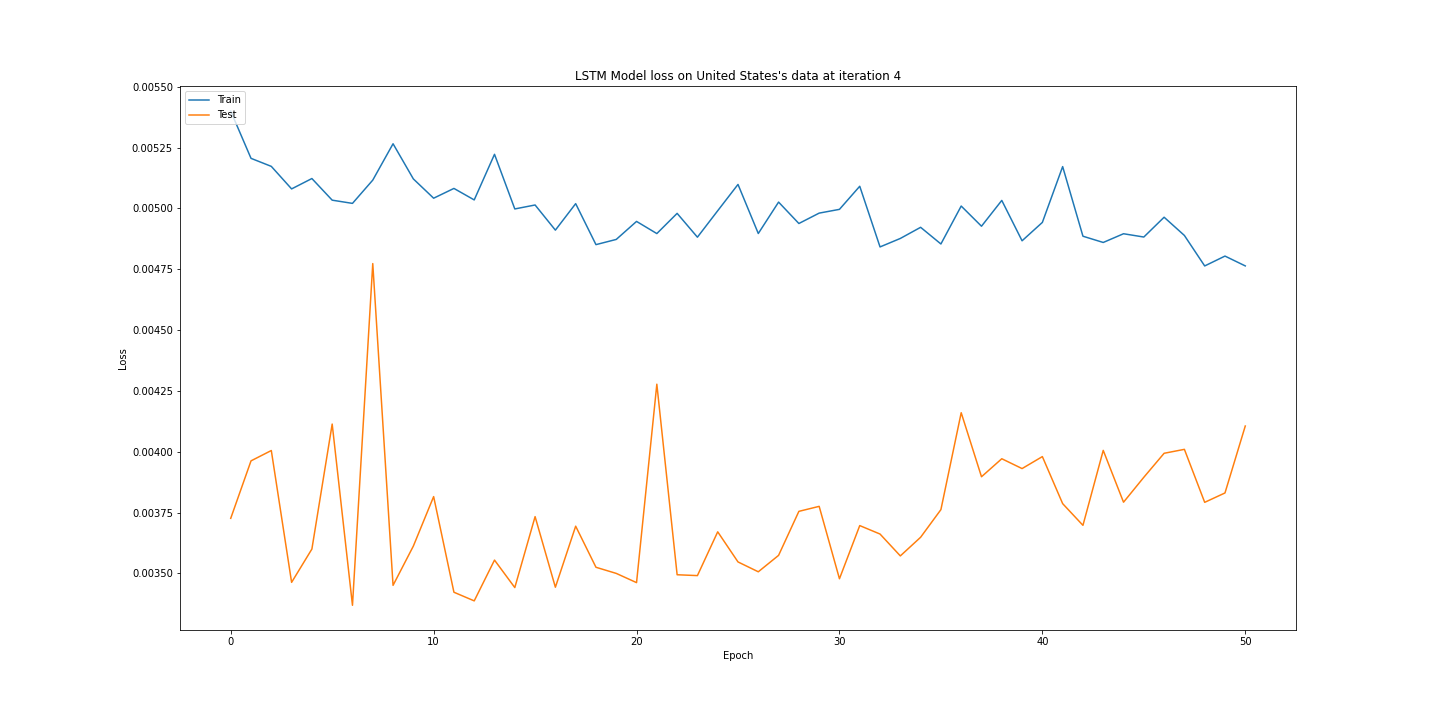 LSTM Model loss on United States's data at iteration 4
Train
Test
0.00550
0.00525
0.00500
0.00475
0.00450
0.00425
0.00400
0.00375
0.00350
Loss
0 10 20 30 40 50
Epoch